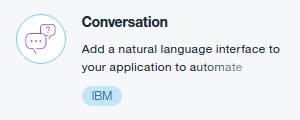 Conversation
Add a natural language interface to
your application to automate
IBM